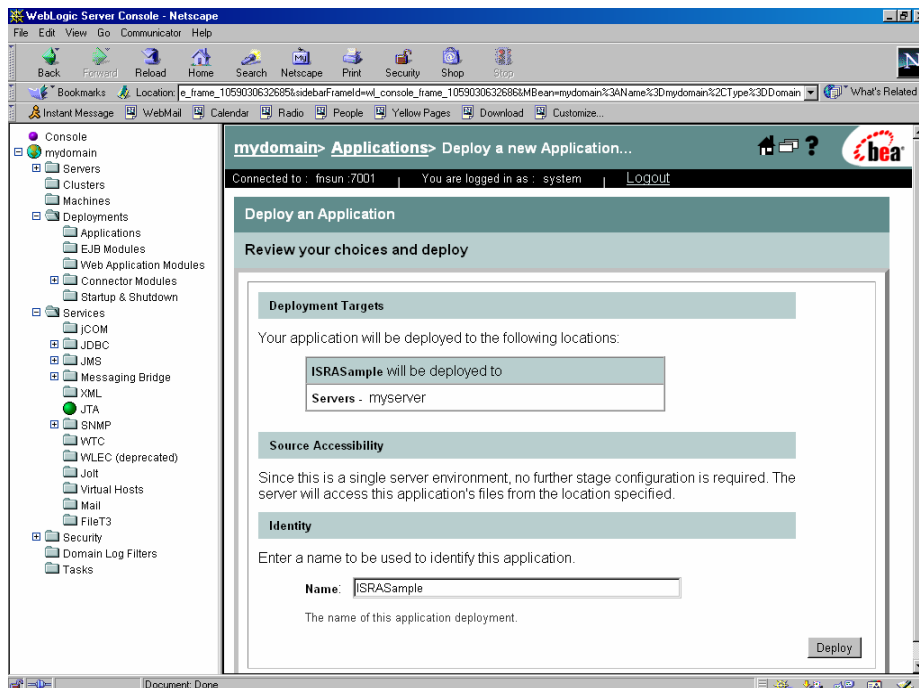 WebLogic Server Console - Netscape
File Edit View Go Communicator Help
Back Forward Reload Home Search Netscape Print Security Shop Stop
Bookmarks Location: e_frame_1059030632685&sidebarFrameId=wl_console_frame_1059030632686&MBean=mydomain%3AName%3Dmydomain%2CType%3DDomain What's Related
Instant Message WebMail Calendar Radio People Yellow Pages Download Customize...
Console
mydomain
Servers
Clusters
Machines
Deployments
Applications
EJB Modules
Web Application Modules
Connector Modules
Startup & Shutdown
Services
jCOM
JDBC
JMS
Messaging Bridge
XML
JTA
SNMP
WTC
WLEC (deprecated)
Jolt
Virtual Hosts
Mail
FileT3
Security
Domain Log Filters
Tasks
mydomain> Applications> Deploy a new Application...
bea
Connected to : fnsun :7001 You are logged in as : system Logout
Deploy an Application
Review your choices and deploy
Deployment Targets
Your application will be deployed to the following locations:
ISRASample will be deployed to
Servers - myserver
Source Accessibility
Since this is a single server environment, no further stage configuration is required. The
server will access this application's files from the location specified.
Identity
Enter a name to be used to identify this application.
Name: ISRASample
The name of this application deployment.
Deploy
Document: Done